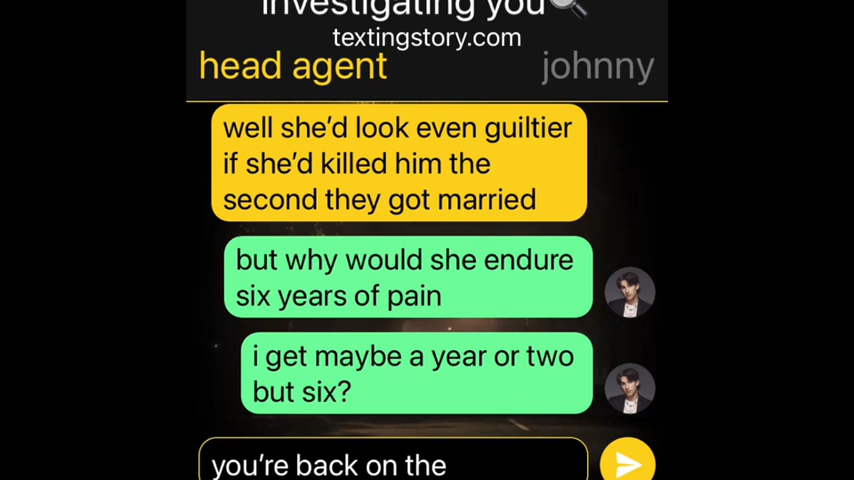 investigating you
textingstory.com
head agent
johnny
well she’d look even guiltier
if she’d killed him the
second they got married
but why would she endure
six years of pain
i get maybe a year or two
but six?
you’re back on the